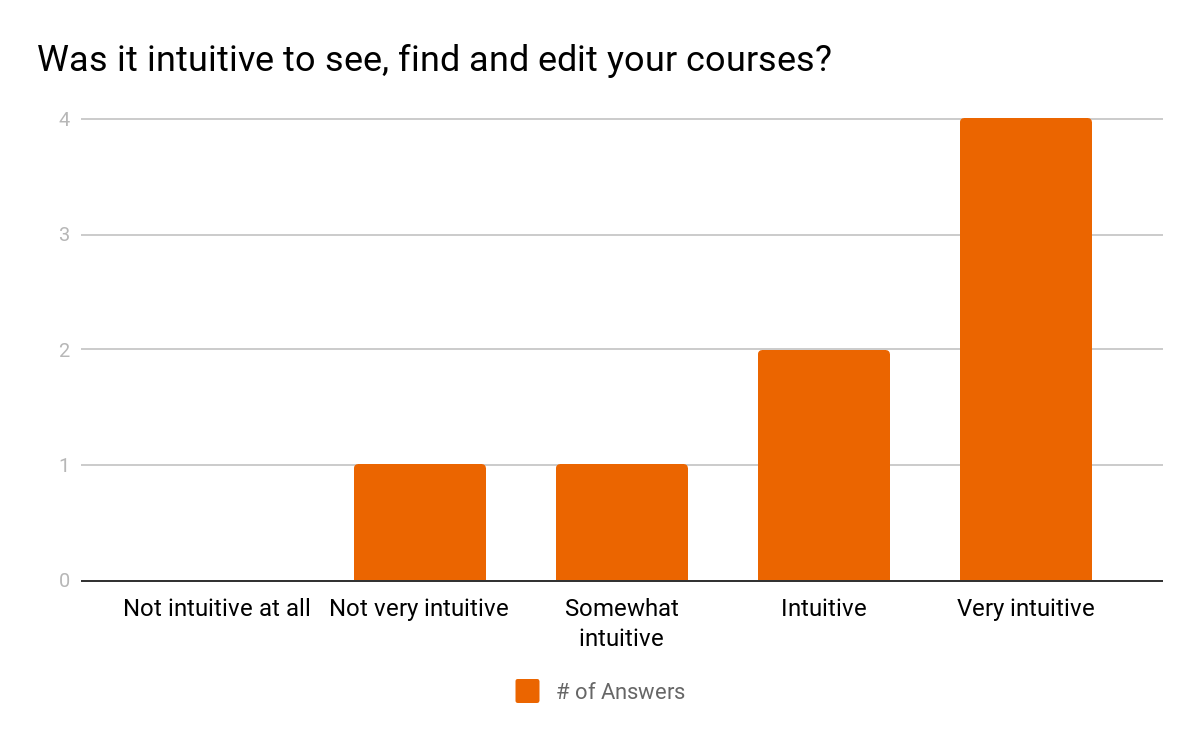 Was it intuitive to see, find and edit your courses?
4
3
2
1
0
Not intuitive at all Not very intuitive Somewhat intuitive Intuitive Very intuitive
# of Answers